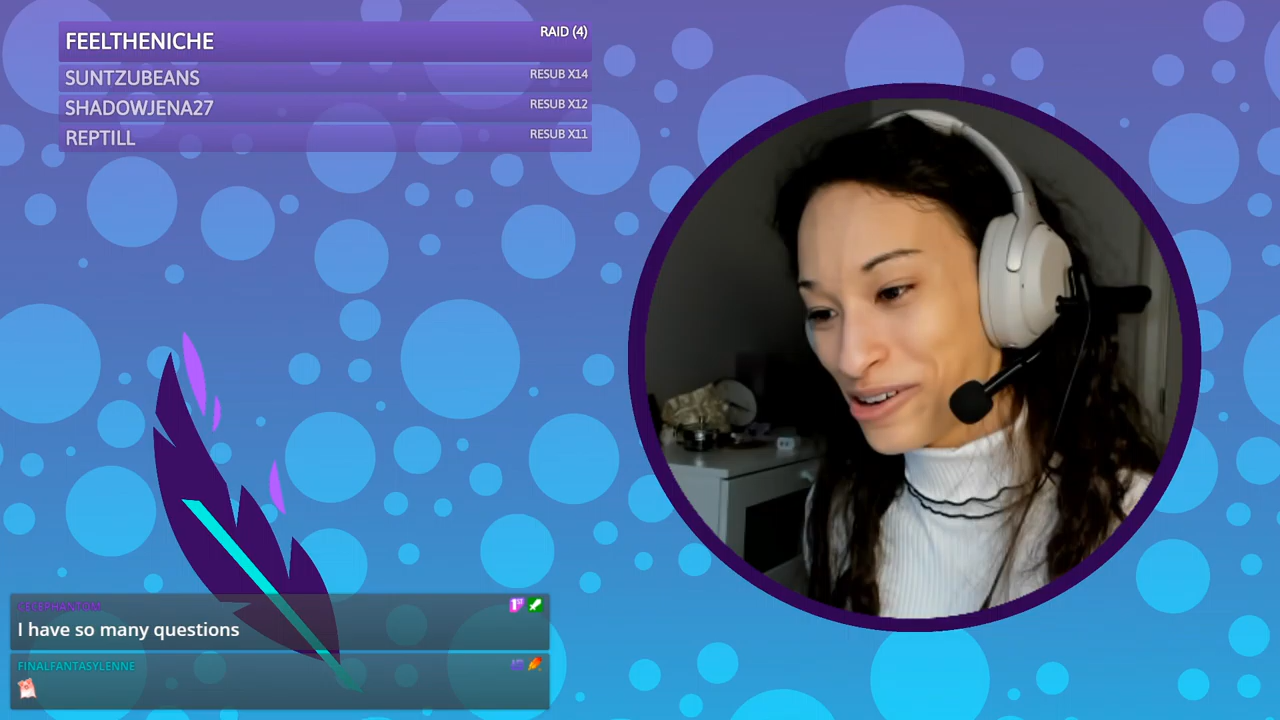 FEELTHENICHE RAID (4)
SUNTZUBEANS RESUB X14
SHADOWJENA27 RESUB X12
REPTILL RESUB X11
I have so many questions
FINALFANTASYLENNE